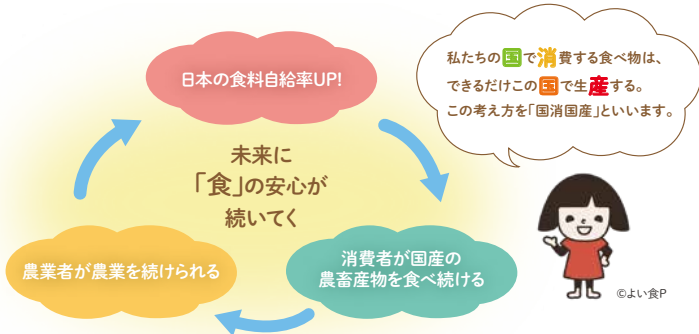 日本の食料自給率UP!
私たちの国で消費する食べ物は、
できるだけこの国で生産する。
この考え方を「国消国産」といいます。
未来に
「食」の安心が
続いてく
農業者が農業を続けられる
消費者が国産の
農畜産物を食べ続ける
©よい食P